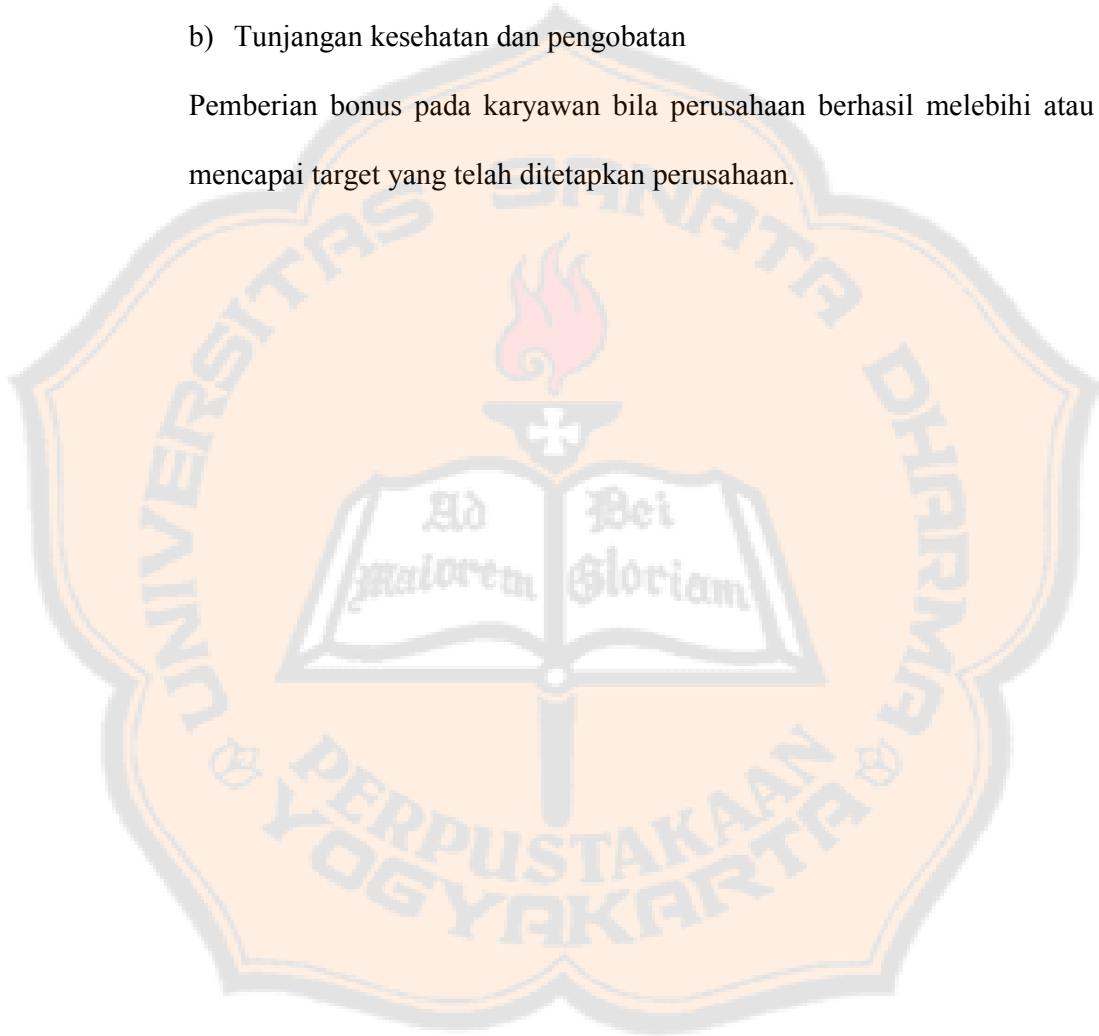 b) Tunjangan kesehatan dan pengobatan
Pemberian bonus pada karyawan bila perusahaan berhasil melebihi atau
mencapai target yang telah ditetapkan perusahaan.
UNIVERSITAS SANATA DHARMA
Ad Dei
Maiorem Gloriam
PERPUSTAKAAN
YOGYAKARTA